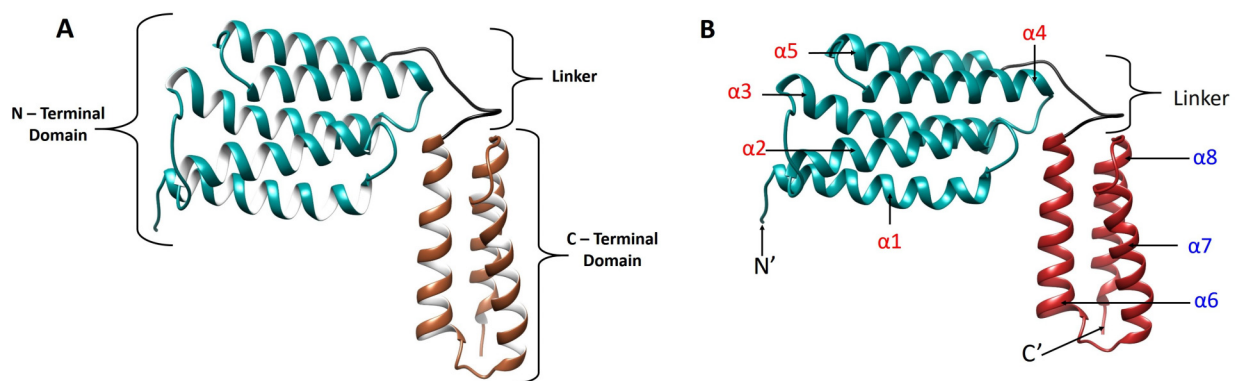 A
N – Terminal
Domain
Linker
C – Terminal
Domain
B
α5
α4
α3
α2
α1
N’
Linker
α8
α7
α6
C’